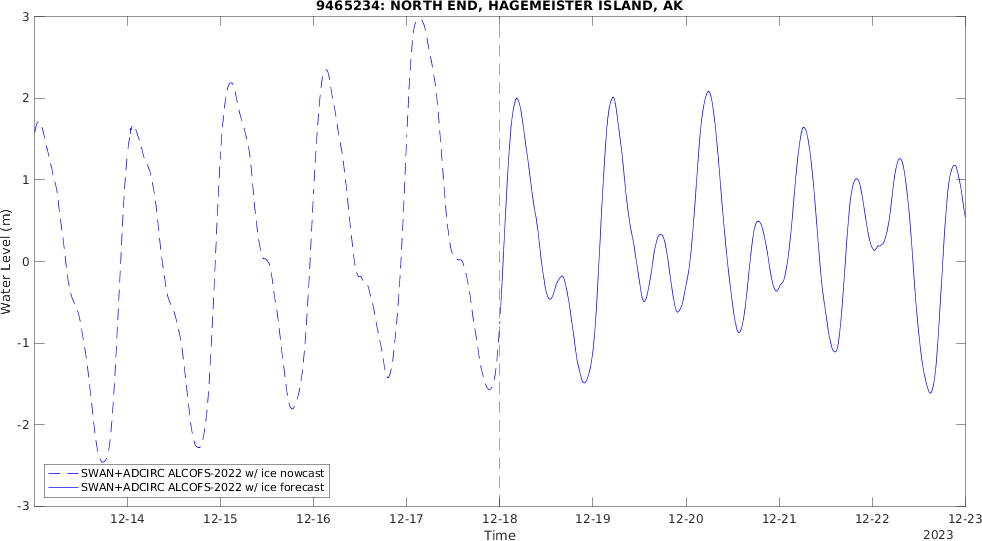 9465234: NORTH END, HAGEMEISTER ISLAND, AK
3
2
1
0
-1
-2
-3
Water Level (m)
SWAN+ADCIRC ALCOFS-2022 w/ ice nowcast
SWAN+ADCIRC ALCOFS-2022 w/ ice forecast
12-14 12-15 12-16 12-17 12-18 12-19 12-20 12-21 12-22 12-23
Time
2023